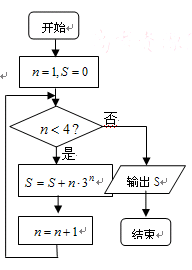 开始
n=1,S=0
n<4?
否
是
S=S+n·3ⁿ
输出 S
n=n+1
结束